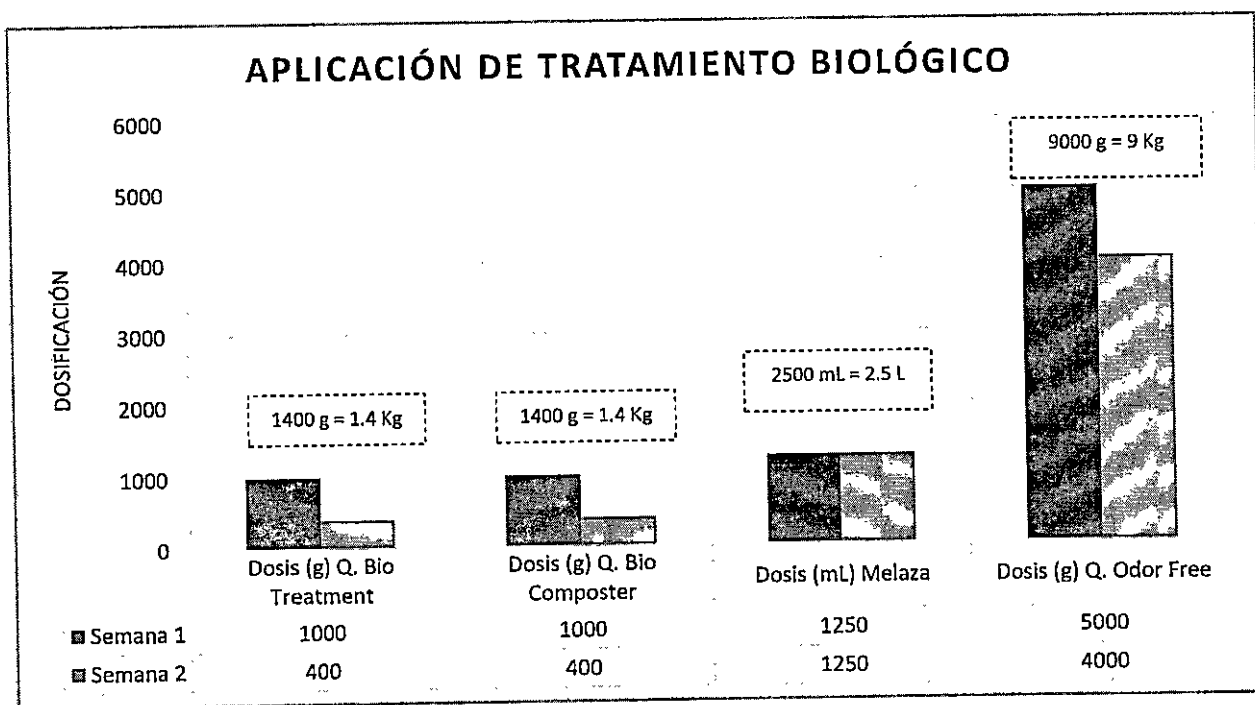 APLICACIÓN DE TRATAMIENTO BIOLÓGICO
DOSIFICACIÓN
6000
5000
4000
3000
2000
1000
0
1400 g = 1.4 Kg
1400 g = 1.4 Kg
2500 mL = 2.5 L
9000 g = 9 Kg
Dosis (g) Q. Bio
Treatment
Dosis (g) Q. Bio
Composter
Dosis (mL) Melaza
Dosis (g) Q. Odor Free
Semana 1 1000 1000 1250 5000
Semana 2 400 400 1250 4000